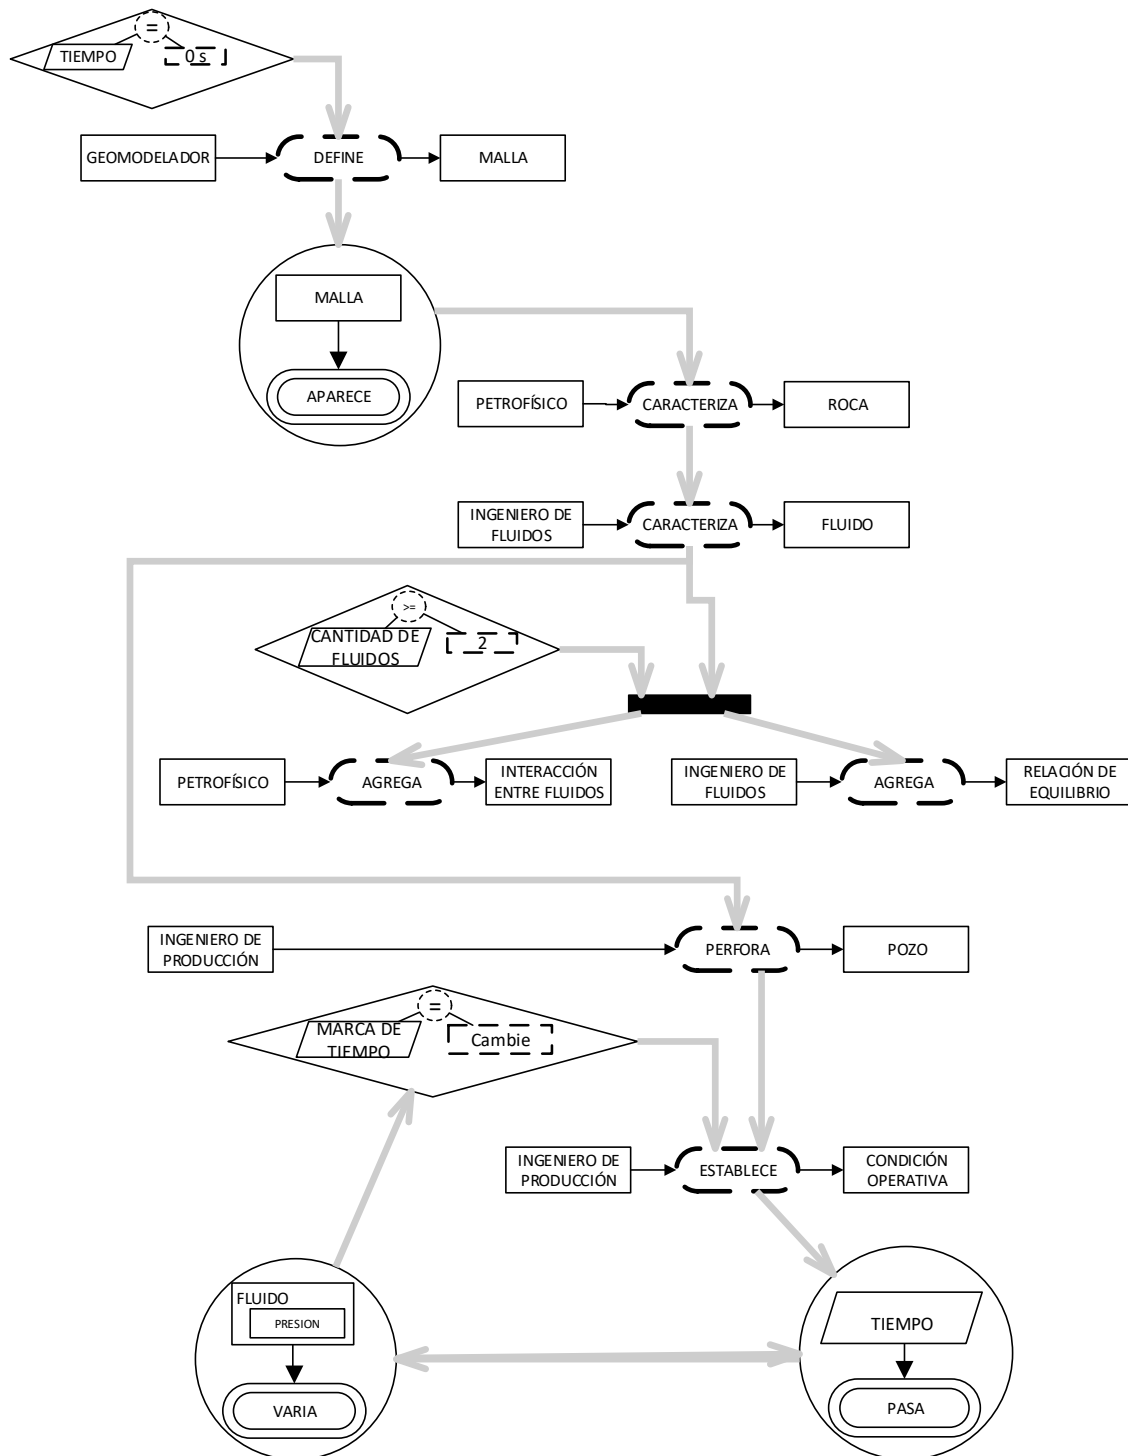 =
TIEMPO
0 s
GEOMODELADOR
DEFINE
MALLA
MALLA
APARECE
PETROFÍSICO
CARACTERIZA
ROCA
INGENIERO DE
FLUIDOS
CARACTERIZA
FLUIDO
>=
CANTIDAD DE
FLUIDOS
2
PETROFÍSICO
AGREGA
INTERACCIÓN
ENTRE FLUIDOS
INGENIERO DE
FLUIDOS
AGREGA
RELACIÓN DE
EQUILIBRIO
INGENIERO DE
PRODUCCIÓN
PERFORA
POZO
=
MARCA DE
TIEMPO
Cambie
INGENIERO DE
PRODUCCIÓN
ESTABLECE
CONDICIÓN
OPERATIVA
FLUIDO
PRESION
VARIA
TIEMPO
PASA